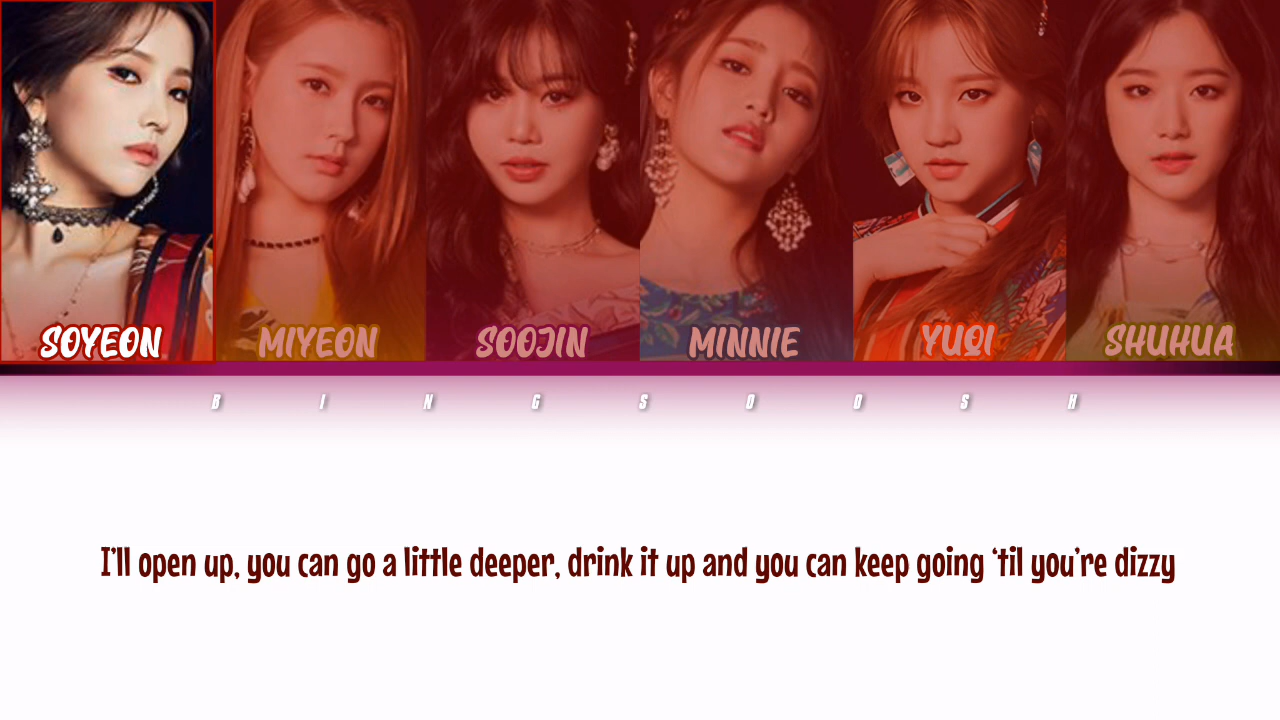 SOYEON MIYEON SOOJIN MINNIE YUQI SHUHUA
B I N G S O O S H
I'll open up, you can go a little deeper, drink it up and you can keep going ‘til you’re dizzy